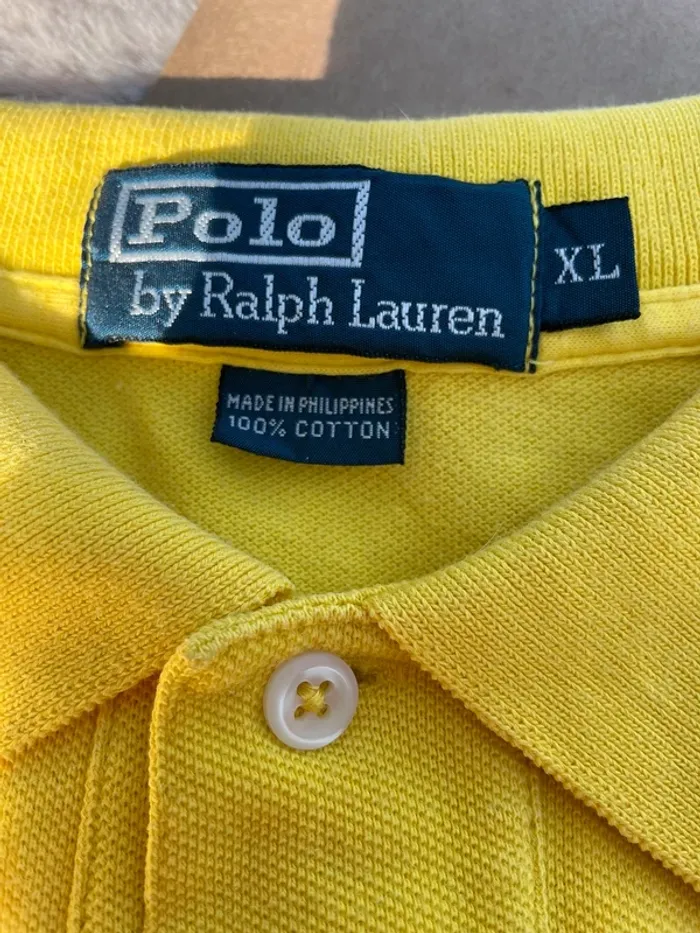 Polo
by Ralph Lauren
XL
MADE IN PHILIPPINES
100% COTTON